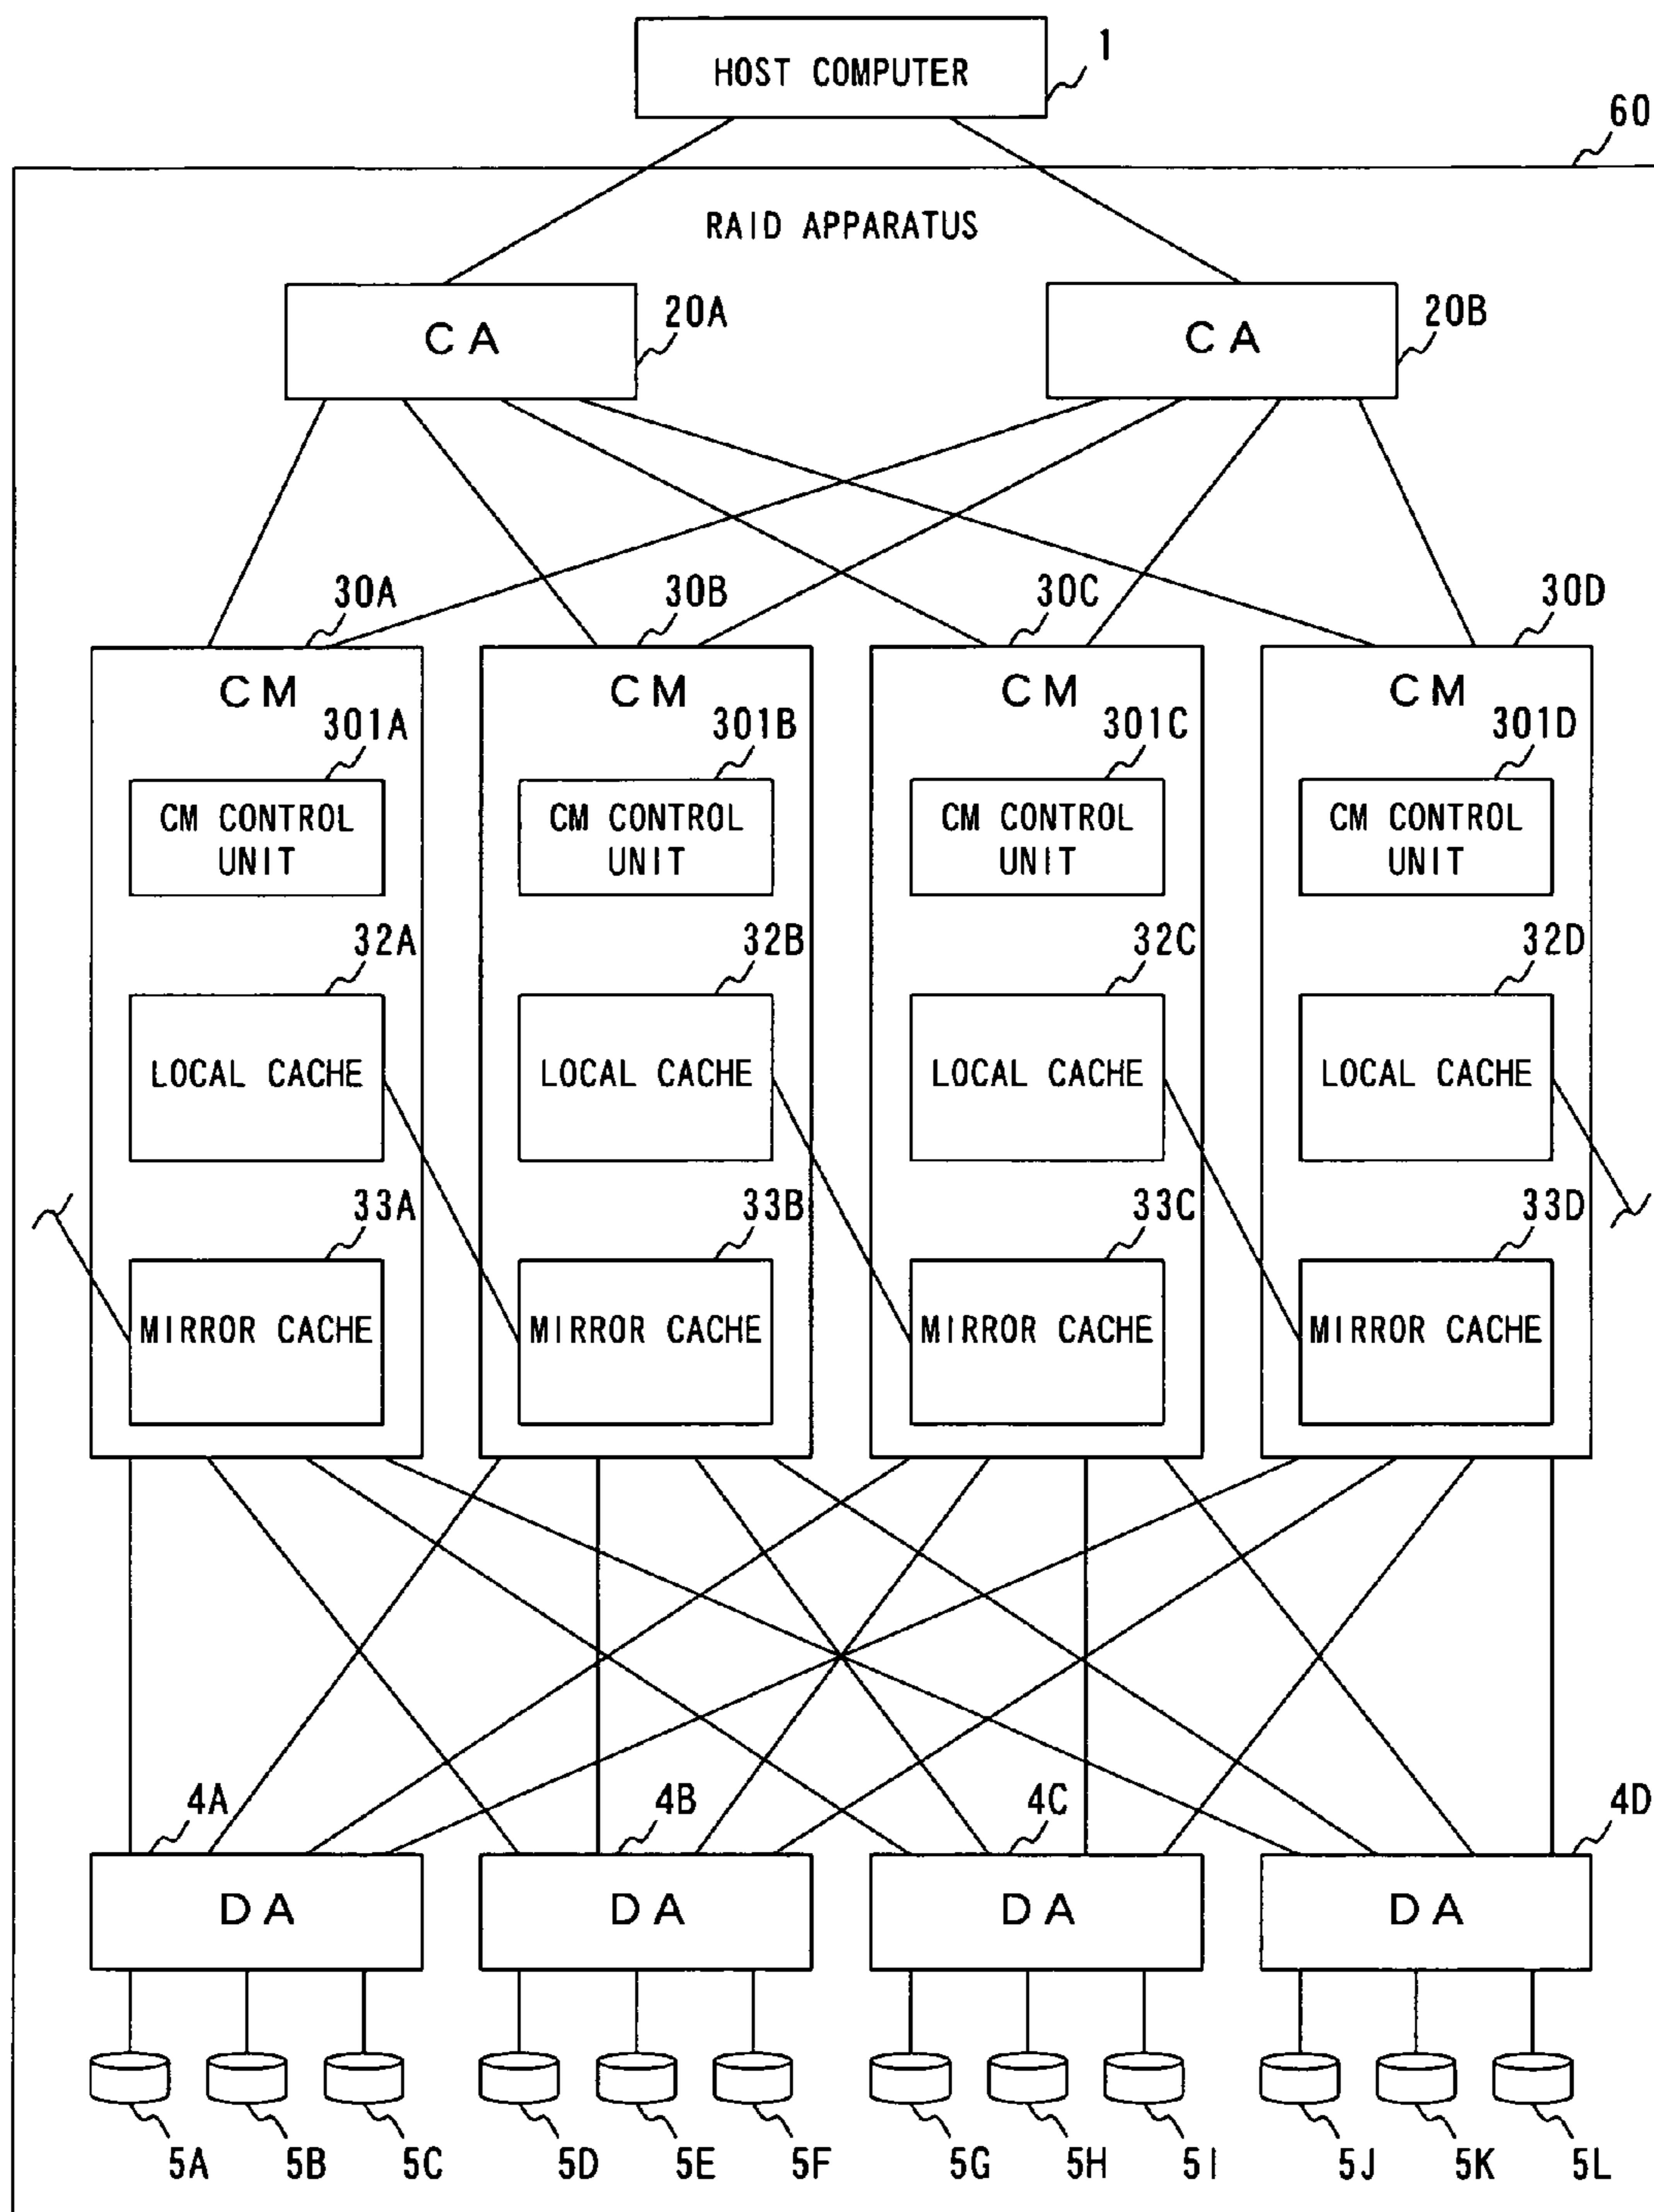 HOST COMPUTER
1
60
RAID APPARATUS
CA
20A
CA
20B
30A
30B
30C
30D
CM
CM
CM
CM
301A
301B
301C
301D
CM CONTROL
UNIT
CM CONTROL
UNIT
CM CONTROL
UNIT
CM CONTROL
UNIT
32A
32B
32C
32D
LOCAL CACHE
LOCAL CACHE
LOCAL CACHE
LOCAL CACHE
33A
33B
33C
33D
MIRROR CACHE
MIRROR CACHE
MIRROR CACHE
MIRROR CACHE
4A
4B
4C
4D
DA
DA
DA
DA
5A
5B
5C
5D
5E
5F
5G
5H
5I
5J
5K
5L